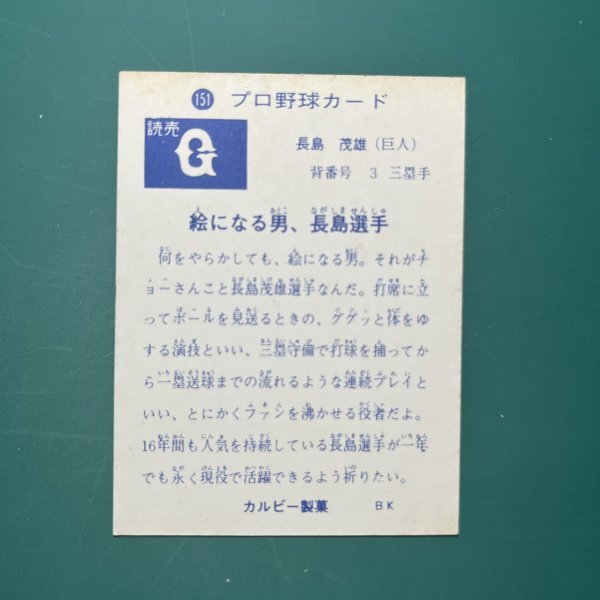 151 プロ野球カード
読売
G
長島 茂雄(巨人)
背番号 3 三塁手
絵になる男、長島選手
何をやらかしても、絵になる男。それがチ
ョーさんこと長島茂雄選手なんだ。打席に立
ってボールを見送るときの、ググッと体をゆ
する演技といい、三塁守備で打球を捕ってか
ら一塁送球までの流れるような連続プレイと
いい、とにかくファンを沸かせる役者だよ。
16年間も人気を持続している長島選手が一年
でも永く現役で活躍できるよう祈りたい。
カルビー製菓 BK